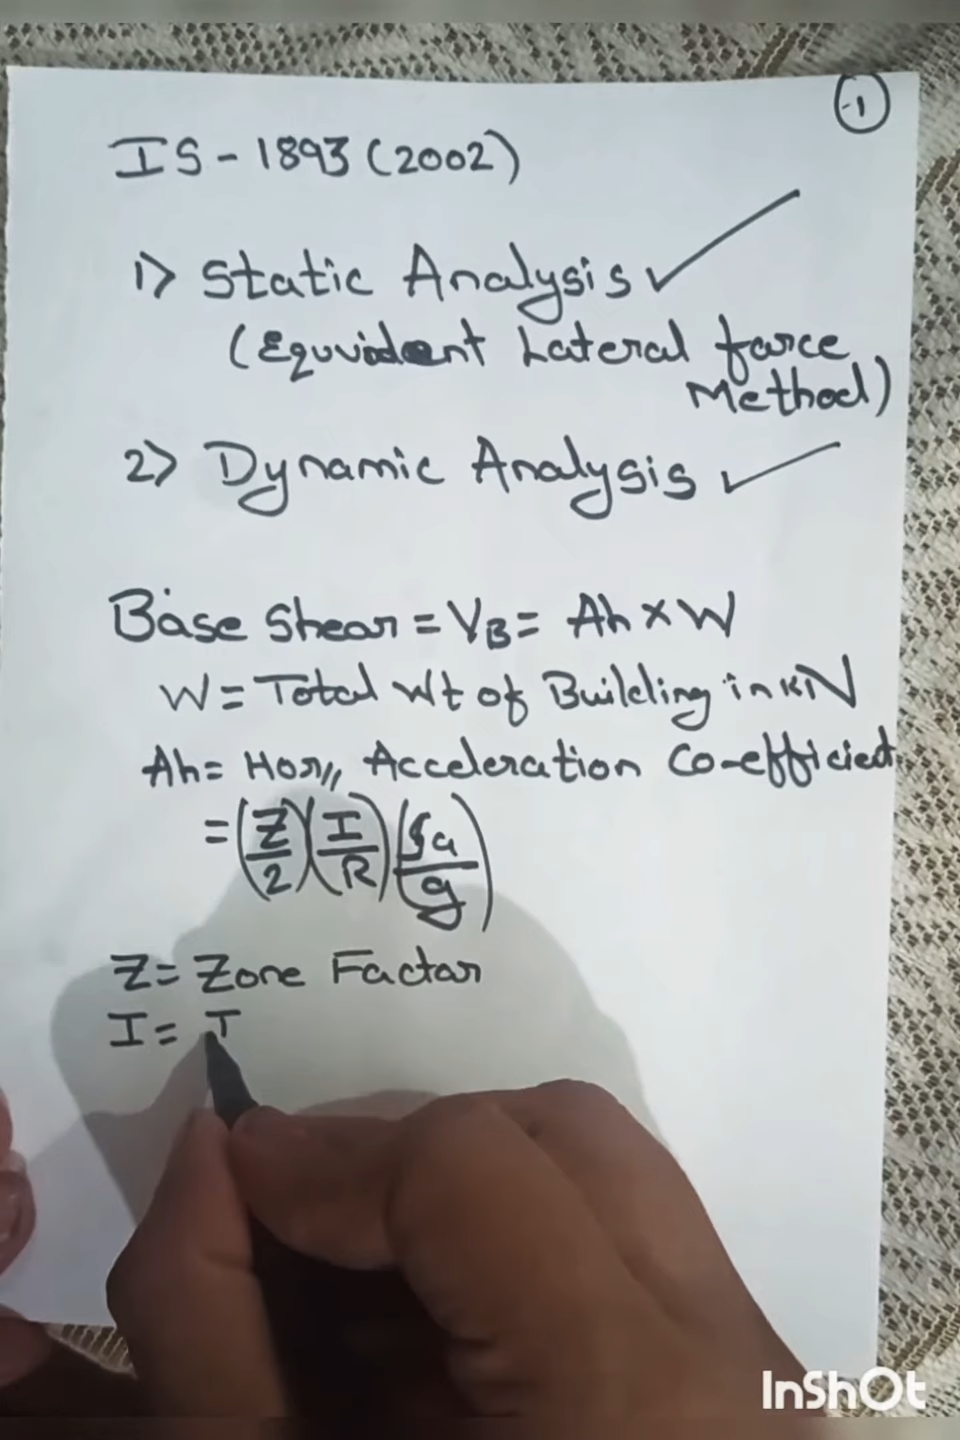 -1
IS-1893(2002)
1) Static Analysis ✓
(Equvident Lateral force
Method)
2) Dynamic Analysis ✓
Base Shear = VB = Ah × W
W = Total Wt of Building in KN
Ah = Hor// Acceleration Co-efficient
= (Z/2)(I/R)(Sa/g)
Z = Zone Factor
I = I
InShOt